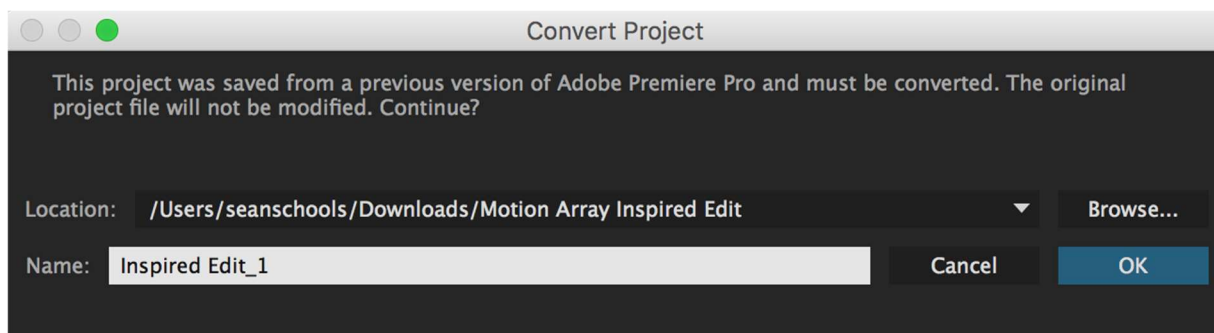 Convert Project
This project was saved from a previous version of Adobe Premiere Pro and must be converted. The original
project file will not be modified. Continue?
Location: /Users/seanschools/Downloads/Motion Array Inspired Edit Browse...
Name: Inspired Edit_1 Cancel OK